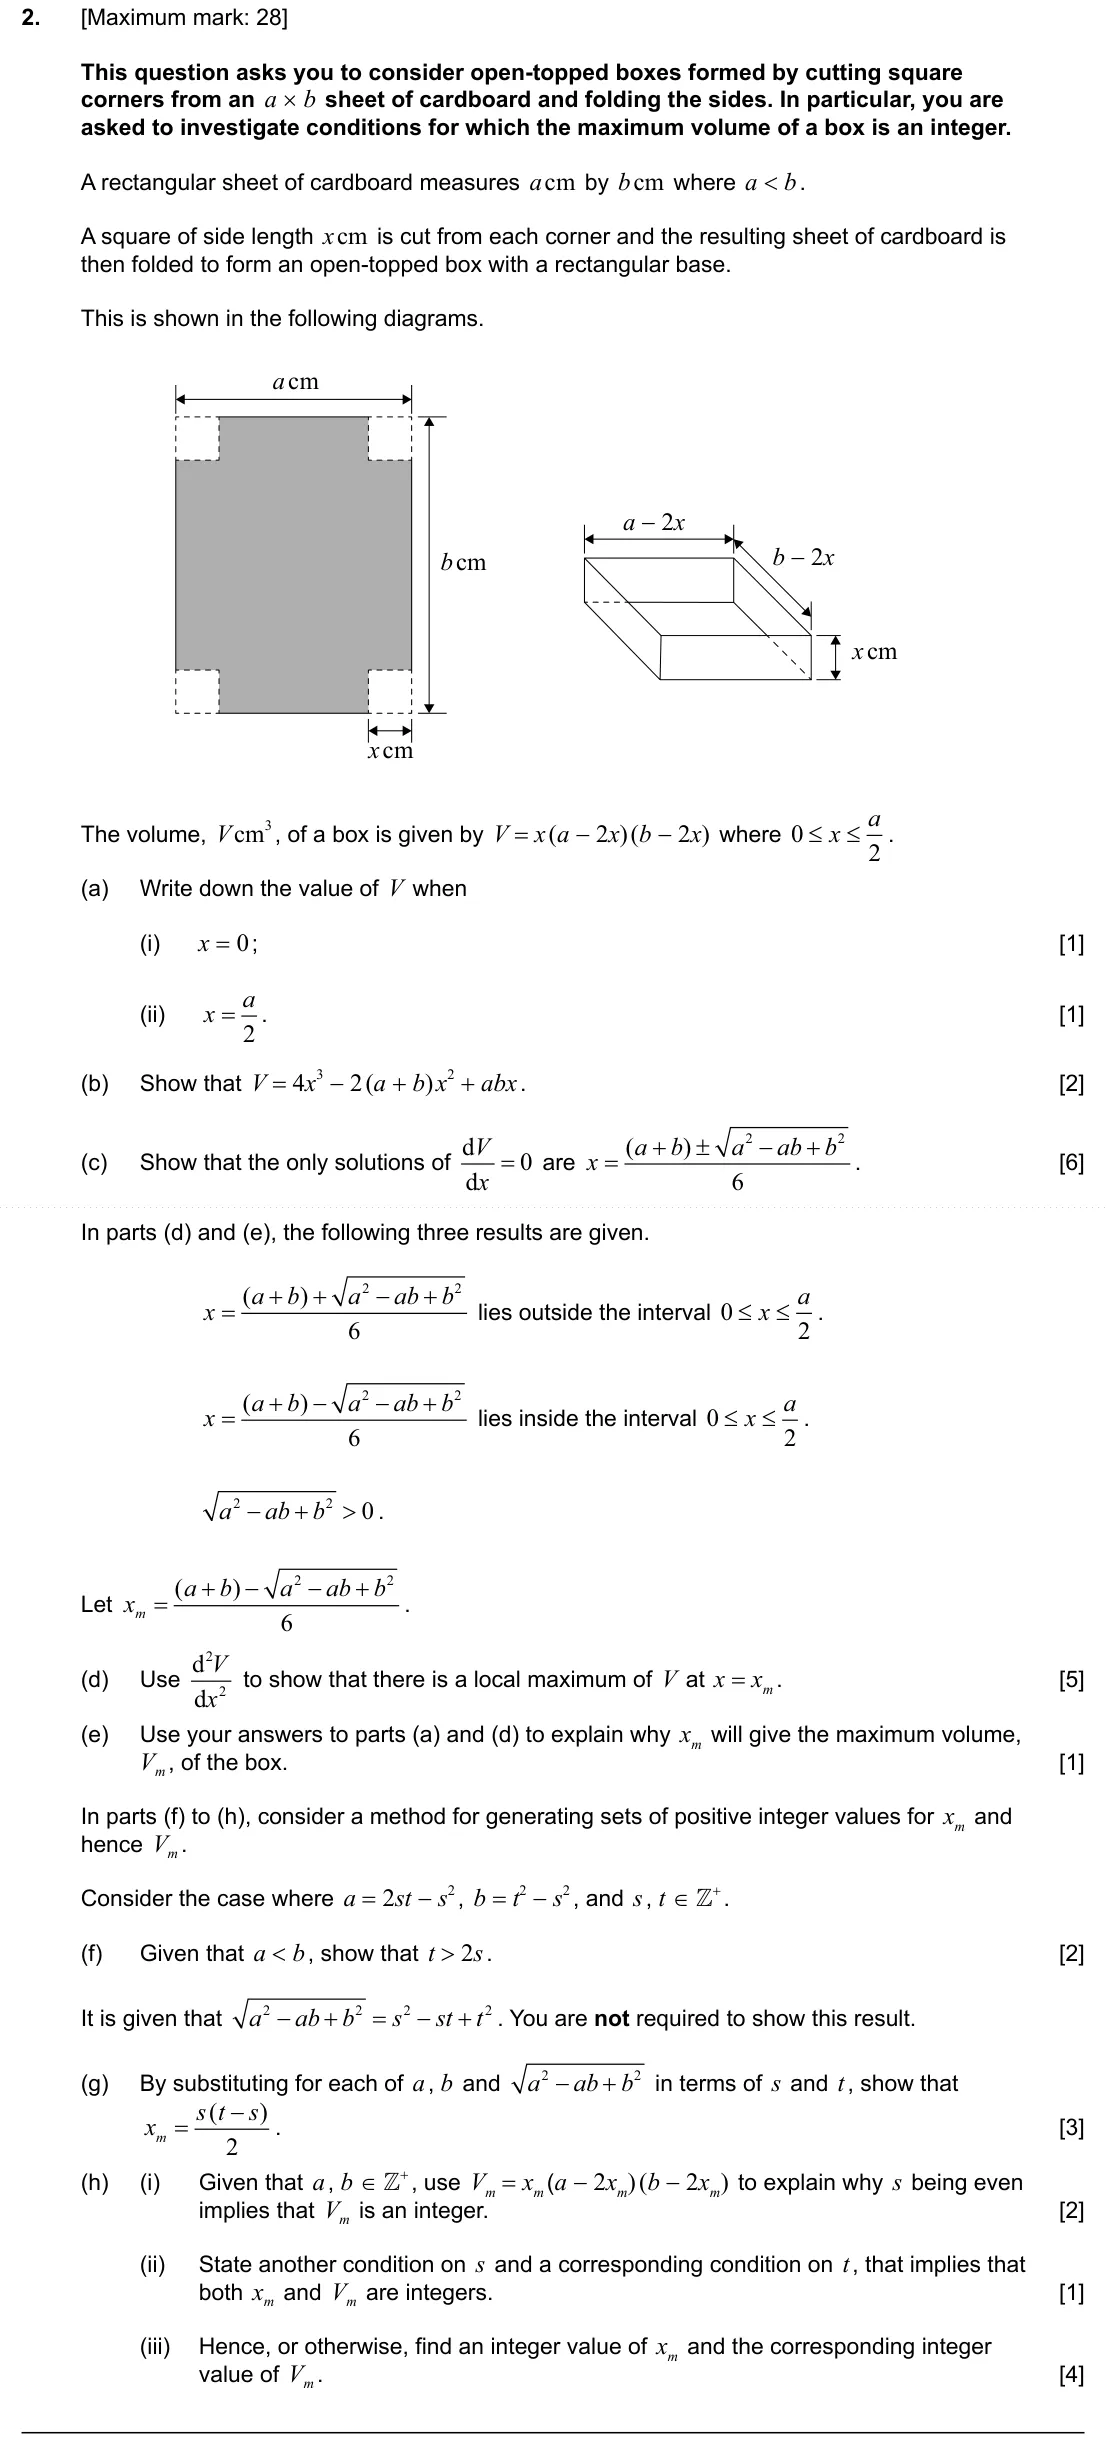 2. [Maximum mark: 28]
This question asks you to consider open-topped boxes formed by cutting square
corners from an a × b sheet of cardboard and folding the sides. In particular, you are
asked to investigate conditions for which the maximum volume of a box is an integer.
A rectangular sheet of cardboard measures a cm by b cm where a < b.
A square of side length x cm is cut from each corner and the resulting sheet of cardboard is
then folded to form an open-topped box with a rectangular base.
This is shown in the following diagrams.
a cm
b cm
x cm
a − 2x
b − 2x
x cm
The volume, V cm³, of a box is given by V = x(a − 2x)(b − 2x) where 0 ≤ x ≤ a/2.
(a) Write down the value of V when
(i) x = 0; [1]
(ii) x = a/2. [1]
(b) Show that V = 4x³ − 2(a + b)x² + abx. [2]
(c) Show that the only solutions of dV/dx = 0 are x = ((a + b) ± √(a² − ab + b²))/6. [6]
In parts (d) and (e), the following three results are given.
x = ((a + b) + √(a² − ab + b²))/6 lies outside the interval 0 ≤ x ≤ a/2.
x = ((a + b) − √(a² − ab + b²))/6 lies inside the interval 0 ≤ x ≤ a/2.
√(a² − ab + b²) > 0.
Let xₘ = ((a + b) − √(a² − ab + b²))/6.
(d) Use d²V/dx² to show that there is a local maximum of V at x = xₘ. [5]
(e) Use your answers to parts (a) and (d) to explain why xₘ will give the maximum volume,
Vₘ, of the box. [1]
In parts (f) to (h), consider a method for generating sets of positive integer values for xₘ and
hence Vₘ.
Consider the case where a = 2st − s², b = t² − s², and s, t ∈ ℤ⁺.
(f) Given that a < b, show that t > 2s. [2]
It is given that √(a² − ab + b²) = s² − st + t². You are not required to show this result.
(g) By substituting for each of a, b and √(a² − ab + b²) in terms of s and t, show that
xₘ = s(t − s)/2. [3]
(h) (i) Given that a, b ∈ ℤ⁺, use Vₘ = xₘ(a − 2xₘ)(b − 2xₘ) to explain why s being even
implies that Vₘ is an integer. [2]
(ii) State another condition on s and a corresponding condition on t, that implies that
both xₘ and Vₘ are integers. [1]
(iii) Hence, or otherwise, find an integer value of xₘ and the corresponding integer
value of Vₘ. [4]